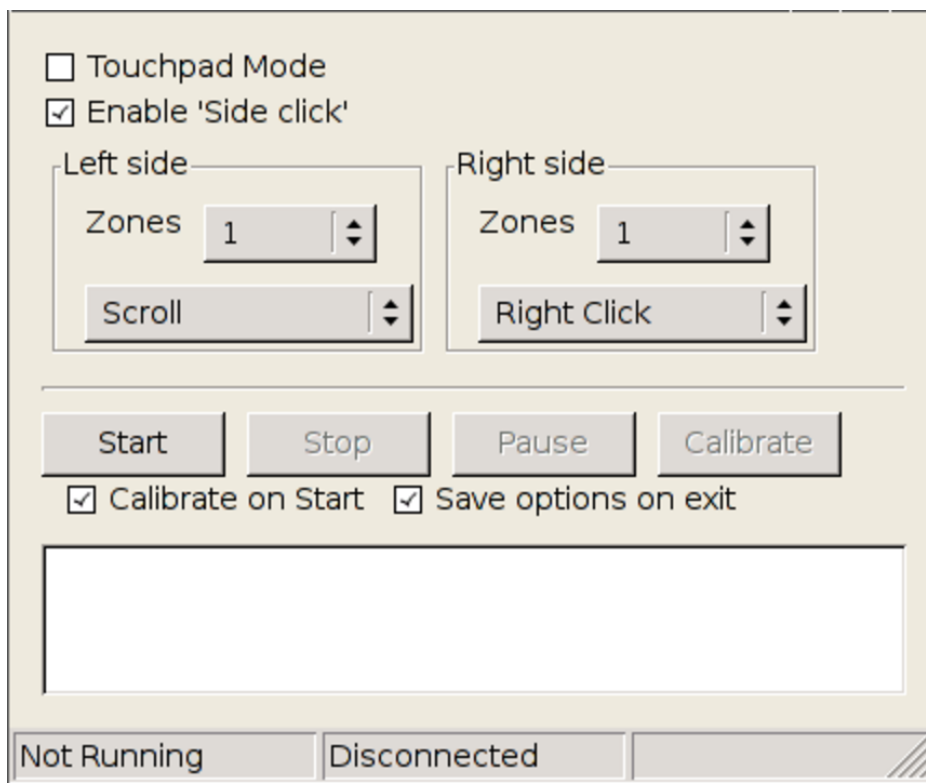 Touchpad Mode
Enable 'Side click'
Left side Right side
Zones 1 Zones 1
Scroll Right Click
Start Stop Pause Calibrate
Calibrate on Start Save options on exit
Not Running Disconnected